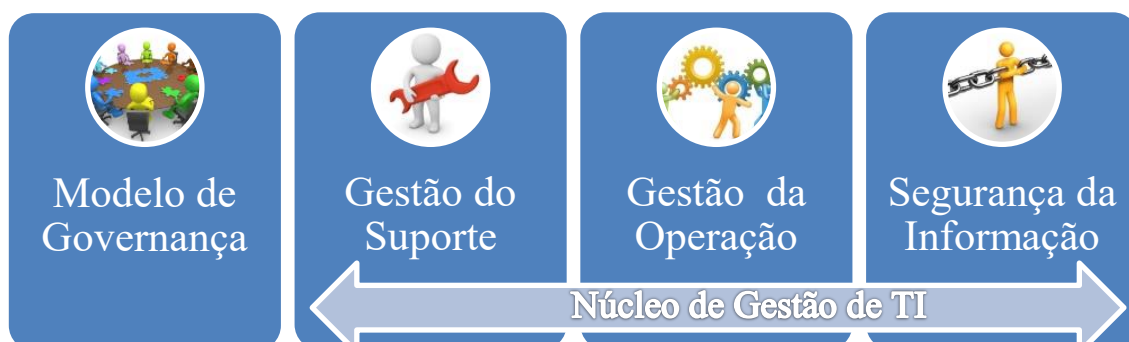 Modelo de
Governança
Gestão do
Suporte
Gestão da
Operação
Segurança da
Informação
Núcleo de Gestão de TI